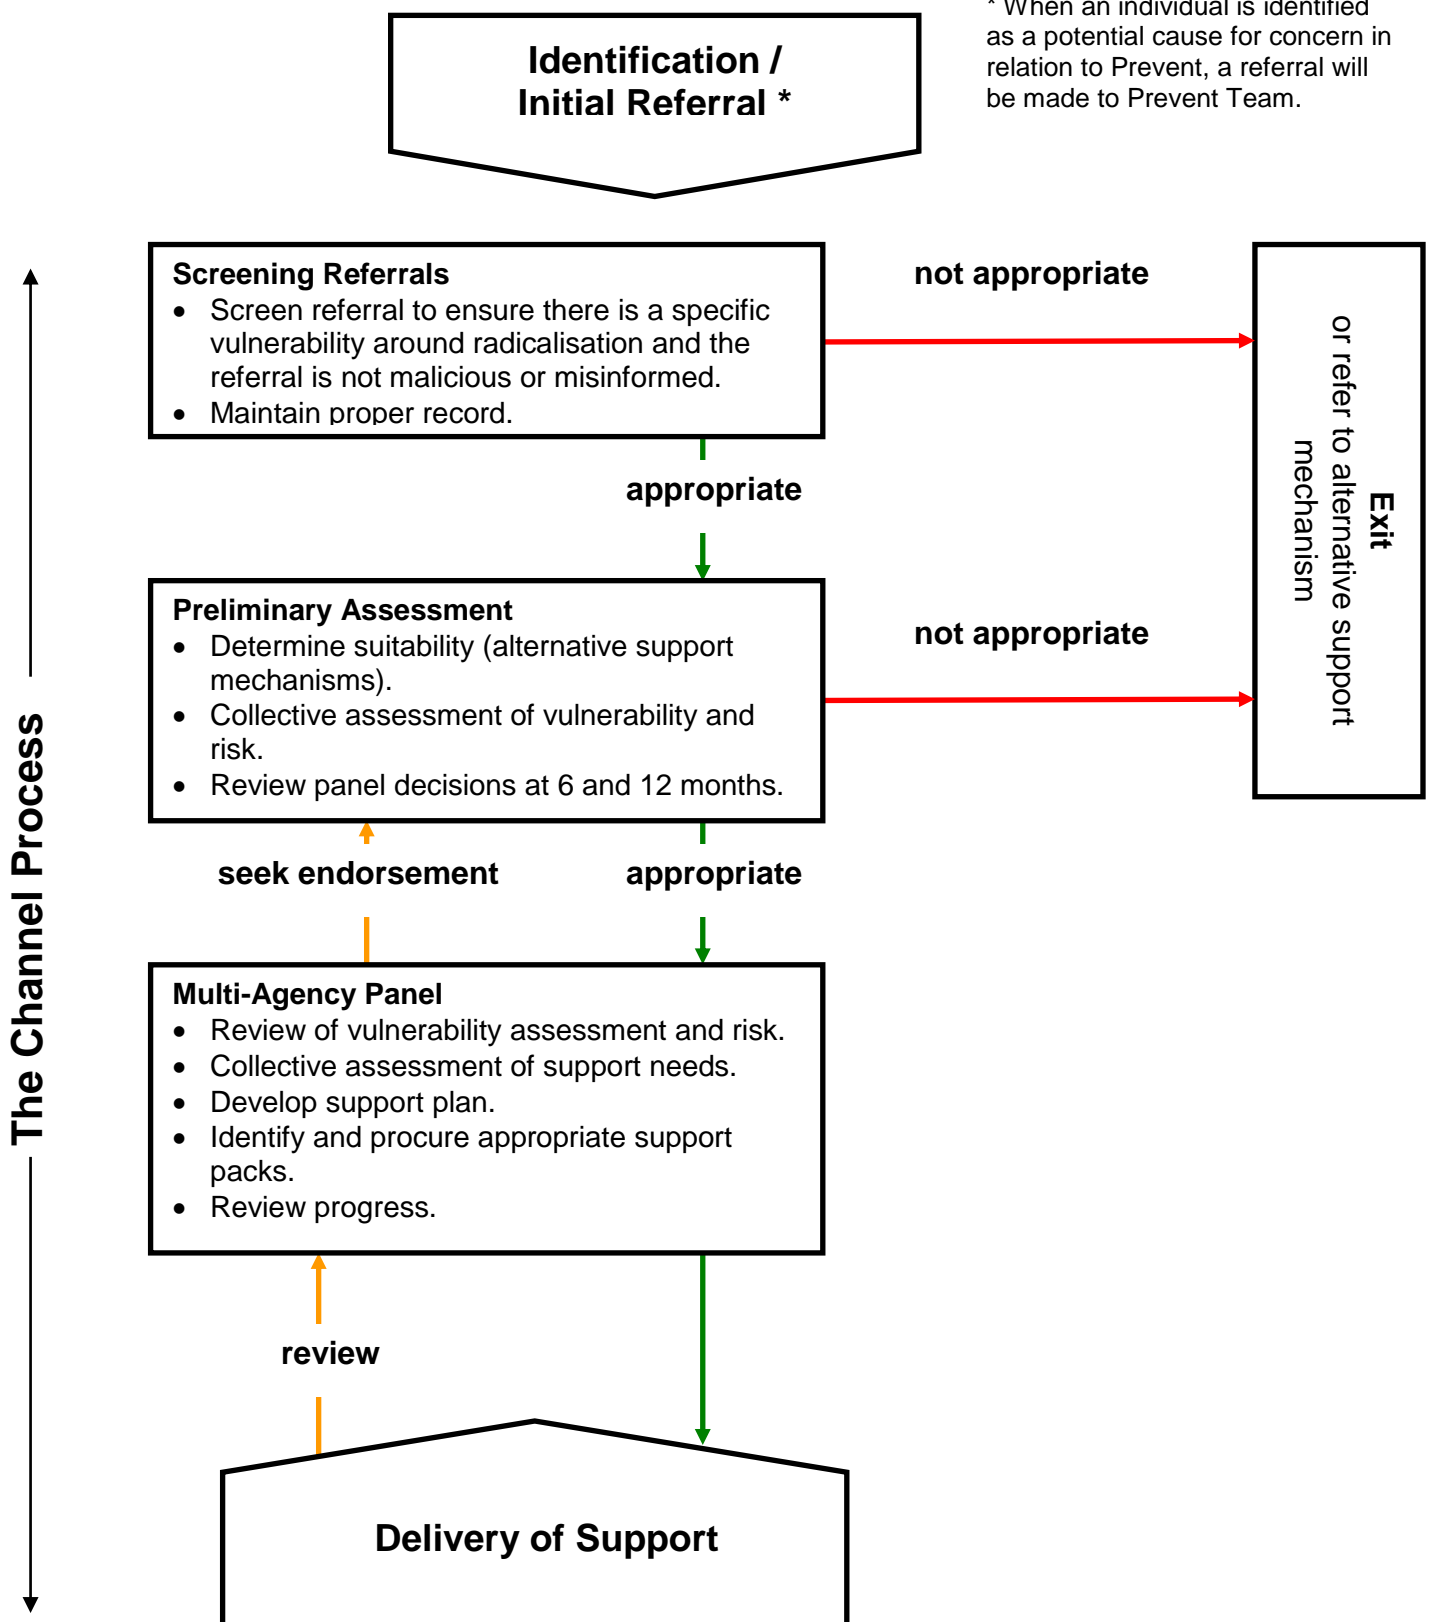 * When an individual is identified
as a potential cause for concern in
relation to Prevent, a referral will
be made to Prevent Team.
Identification /
Initial Referral *
Screening Referrals
• Screen referral to ensure there is a specific
vulnerability around radicalisation and the
referral is not malicious or misinformed.
• Maintain proper record.
not appropriate
appropriate
Exit
or refer to alternative support
mechanism
Preliminary Assessment
• Determine suitability (alternative support
mechanisms).
• Collective assessment of vulnerability and
risk.
• Review panel decisions at 6 and 12 months.
not appropriate
seek endorsement
appropriate
The Channel Process
Multi-Agency Panel
• Review of vulnerability assessment and risk.
• Collective assessment of support needs.
• Develop support plan.
• Identify and procure appropriate support
packs.
• Review progress.
review
Delivery of Support